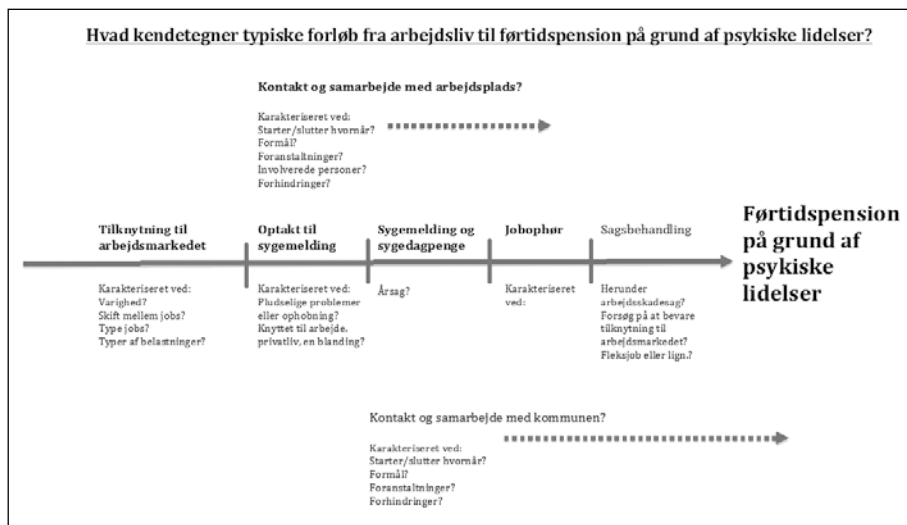 Hvad kendetegner typiske forløb fra arbejdsliv til førtidspension på grund af psykiske lidelser?
Kontakt og samarbejde med arbejdsplads?
Karakteriseret ved:
Starter/slutter hvornår?
Formål?
Foranstaltninger?
Involverede personer?
Forhindringer?
Tilknytning til
arbejdsmarkedet
Optakt til
sygemelding
Sygemelding og
sygedagpenge
Jobophør
Sagsbehandling
Førtidspension
på grund af
psykiske
lidelser
Karakteriseret ved:
Varighed?
Skift mellem jobs?
Type jobs?
Typer af belastninger?
Karakteriseret ved:
Pludselige problemer
eller ophobning?
Knyttet til arbejde,
privatliv, en blanding?
Årsag?
Karakteriseret
ved:
Herunder
arbejdsskadesag?
Forsøg på at bevare
tilknytning til
arbejdsmarkedet?
Fleksjob eller lign.?
Kontakt og samarbejde med kommunen?
Karakteriseret ved:
Starter/slutter hvornår?
Formål?
Foranstaltninger?
Forhindringer?